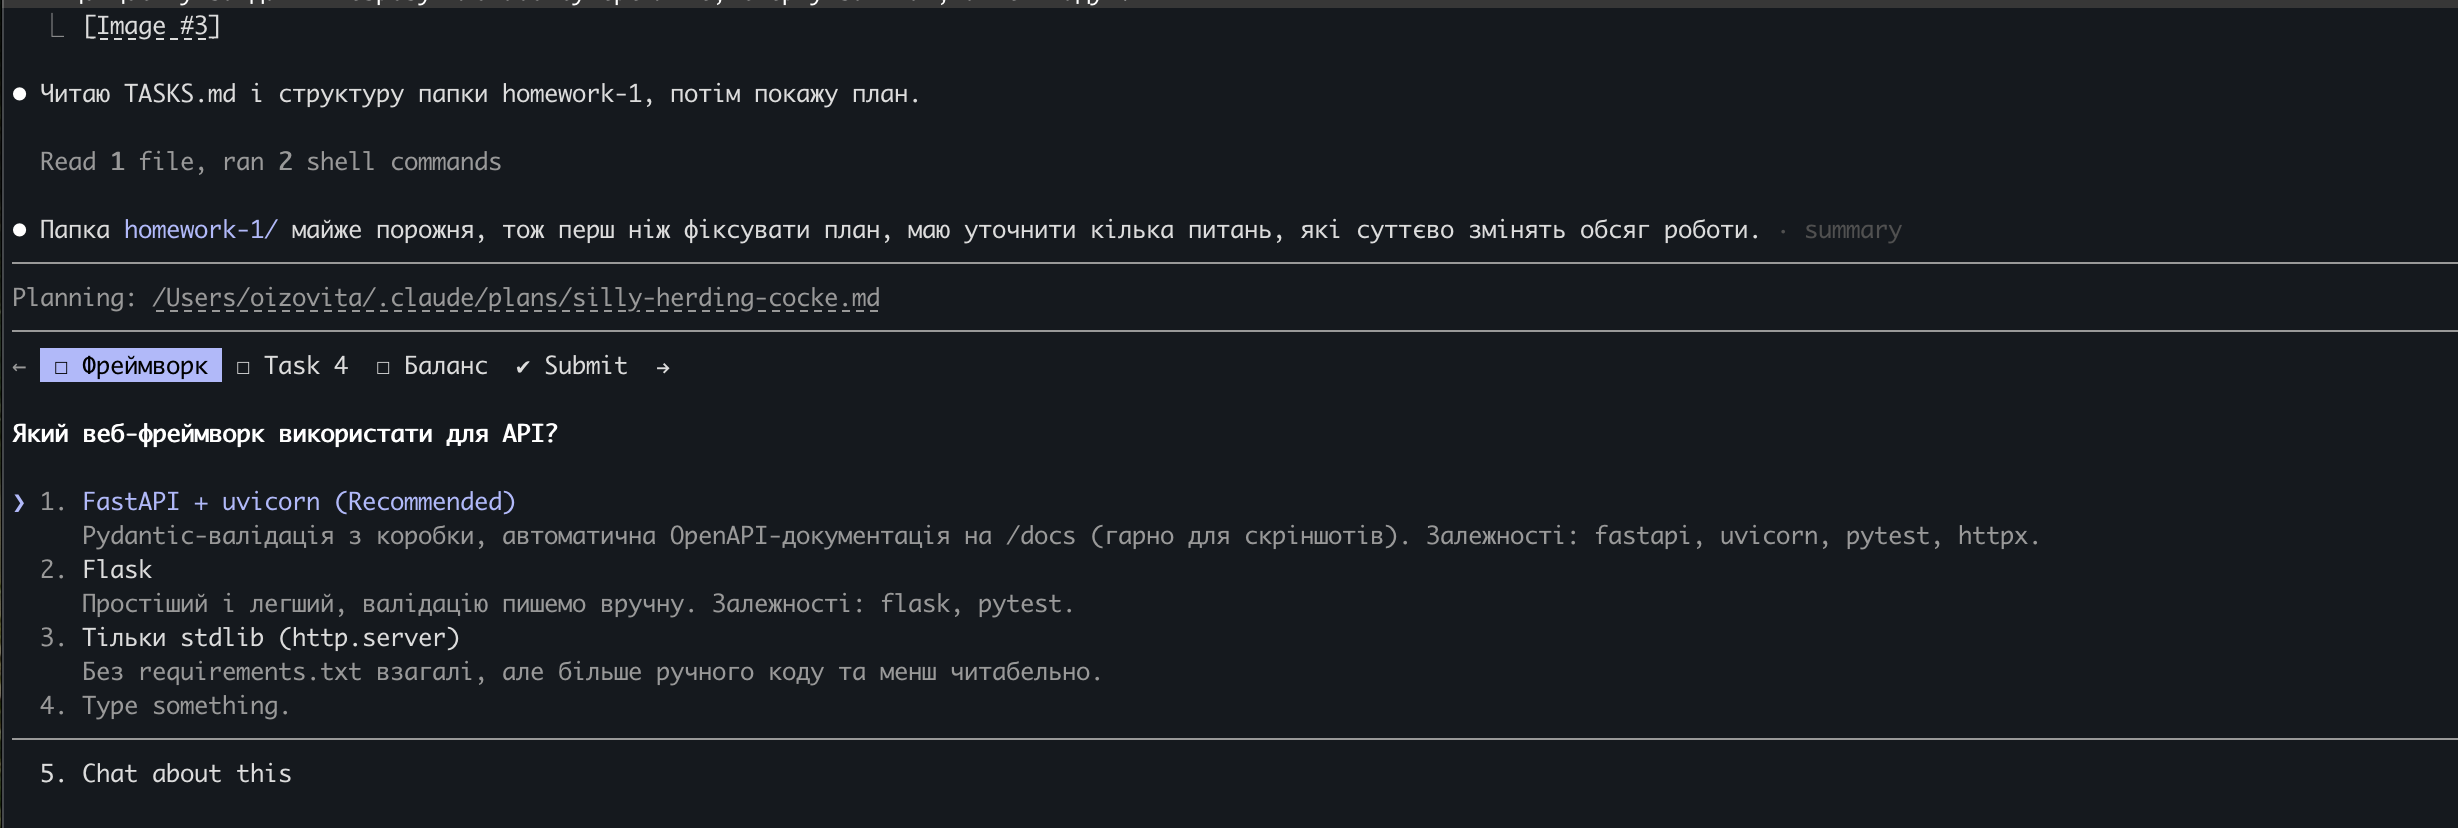 [Image #3]
● Читаю TASKS.md і структуру папки homework-1, потім покажу план.
Read 1 file, ran 2 shell commands
● Папка homework-1/ майже порожня, тож перш ніж фіксувати план, маю уточнити кілька питань, які суттєво змінять обсяг роботи. · summary
Planning: /Users/oizovita/.claude/plans/silly-herding-cocke.md
← ☐ Фреймворк ☐ Task 4 ☐ Баланс ✔ Submit →
Який веб-фреймворк використати для API?
❯ 1. FastAPI + uvicorn (Recommended)
Pydantic-валідація з коробки, автоматична OpenAPI-документація на /docs (гарно для скріншотів). Залежності: fastapi, uvicorn, pytest, httpx.
2. Flask
Простіший і легший, валідацію пишемо вручну. Залежності: flask, pytest.
3. Тільки stdlib (http.server)
Без requirements.txt взагалі, але більше ручного коду та менш читабельно.
4. Type something.
5. Chat about this